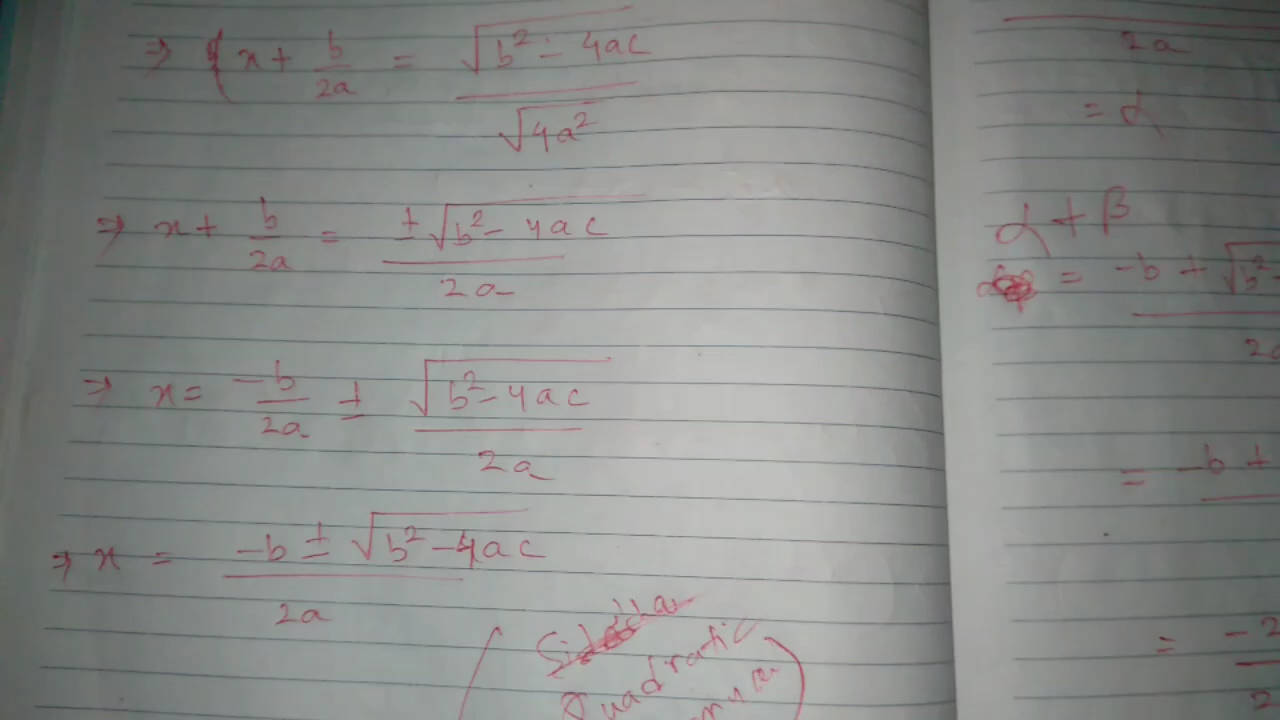 ⇒ x + b/2a = √(b² - 4ac) / √(4a²)
⇒ x + b/2a = ±√(b² - 4ac) / 2a
⇒ x = -b/2a ± √(b² - 4ac) / 2a
⇒ x = -b ± √(b² - 4ac) / 2a
Quadratic
2a
= α
α + β
= -b + √b²
2a
= -b +
= -2
2